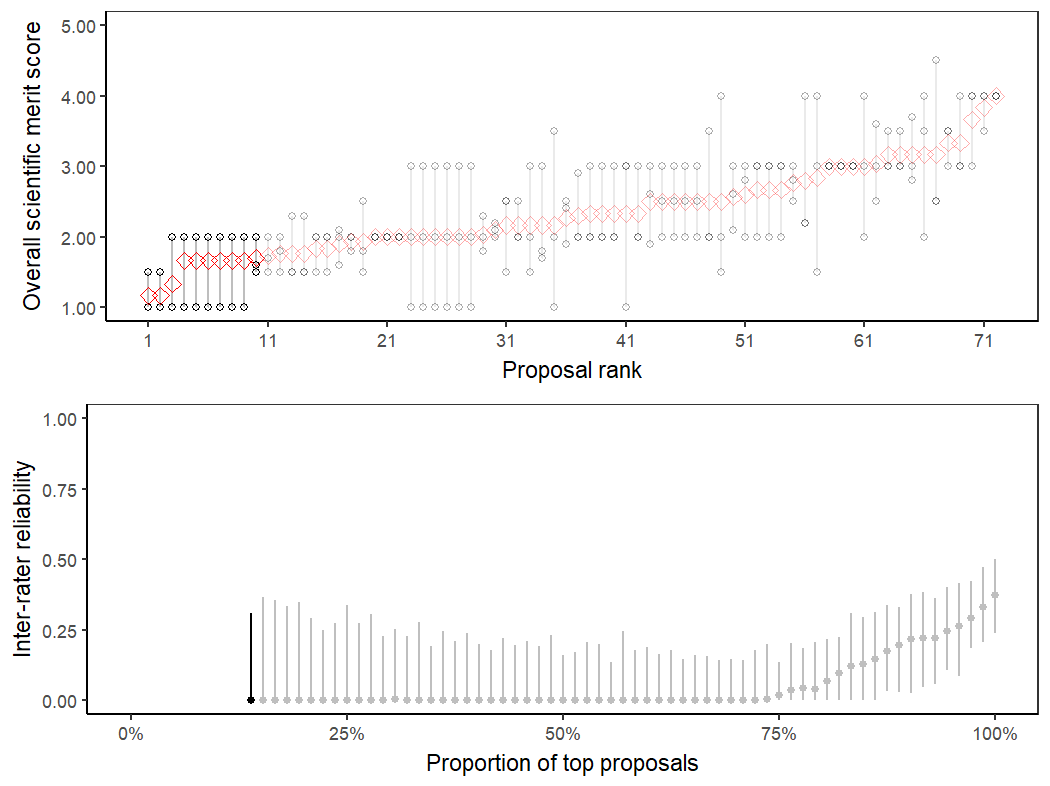 Overall scientific merit score
5.00
4.00
3.00
2.00
1.00
1 11 21 31 41 51 61 71
Proposal rank
Inter-rater reliability
1.00
0.75
0.50
0.25
0.00
0% 25% 50% 75% 100%
Proportion of top proposals